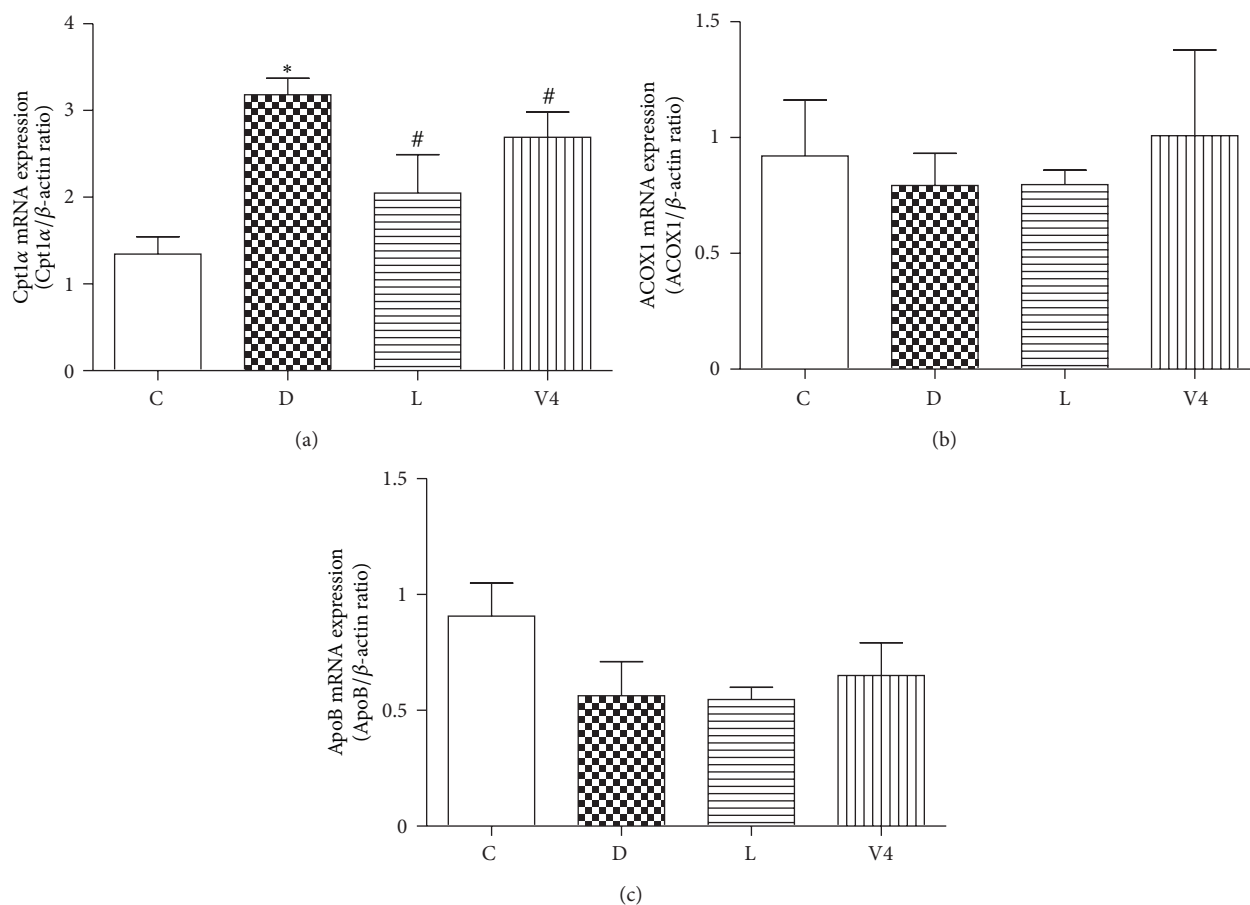 Cpt1α mRNA expression
(Cpt1α/β-actin ratio)
4
3
2
1
0
*
#
#
C D L V4
(a)
ACOX1 mRNA expression
(ACOX1/β-actin ratio)
1.5
1
0.5
0
C D L V4
(b)
ApoB mRNA expression
(ApoB/β-actin ratio)
1.5
1
0.5
0
C D L V4
(c)